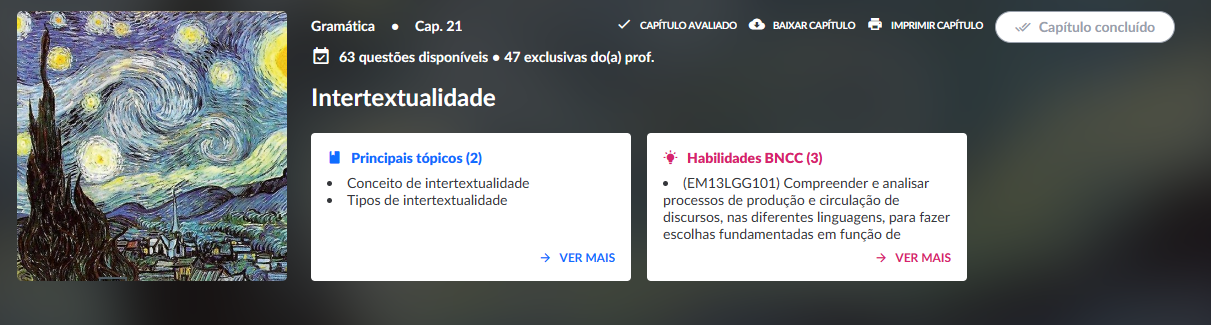 Gramática • Cap. 21
CAPÍTULO AVALIADO
BAIXAR CAPÍTULO
IMPRIMIR CAPÍTULO
Capítulo concluído
63 questões disponíveis • 47 exclusivas do(a) prof.
Intertextualidade
Principais tópicos (2)
• Conceito de intertextualidade
• Tipos de intertextualidade
VER MAIS
Habilidades BNCC (3)
• (EM13LGG101) Compreender e analisar
processos de produção e circulação de
discursos, nas diferentes linguagens, para fazer
escolhas fundamentadas em função de
VER MAIS